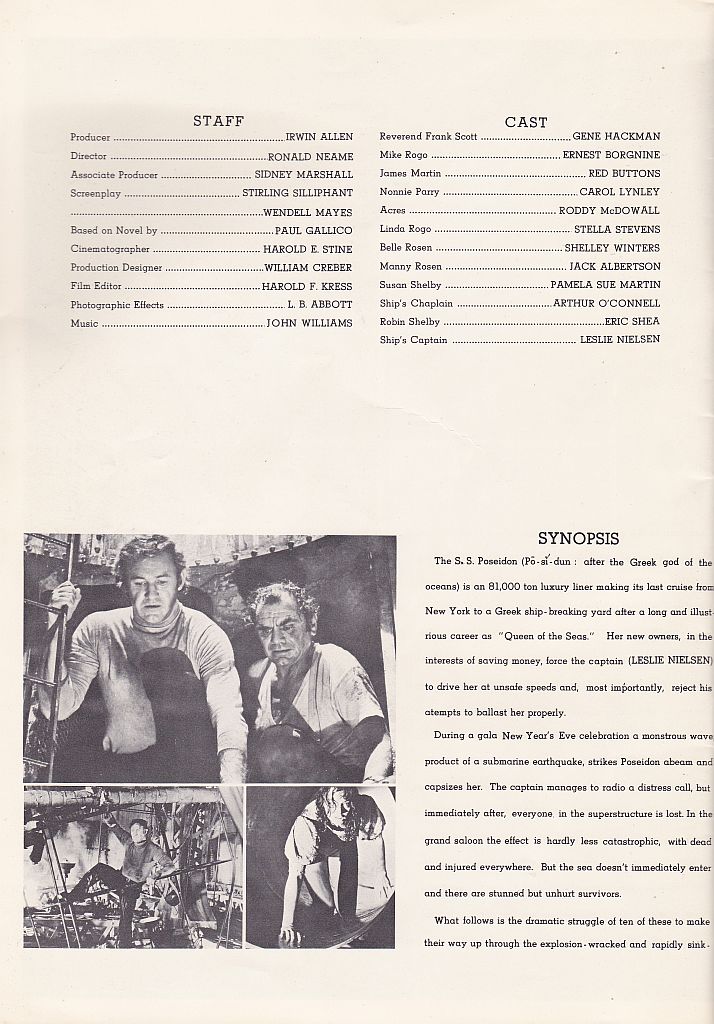 STAFF
Producer ............................................................ IRWIN ALLEN
Director ...................................................... RONALD NEAME
Associate Producer ................................ SIDNEY MARSHALL
Screenplay ......................................... STIRLING SILLIPHANT
.................................................................... WENDELL MAYES
Based on Novel by ........................................ PAUL GALLICO
Cinematographer ...................................... HAROLD E. STINE
Production Designer .................................. WILLIAM CREBER
Film Editor ................................................ HAROLD F. KRESS
Photographic Effects ......................................... L. B. ABBOTT
Music ......................................................... JOHN WILLIAMS
CAST
Reverend Frank Scott ................................ GENE HACKMAN
Mike Rogo .............................................. ERNEST BORGNINE
James Martin .................................................. RED BUTTONS
Nonnie Parry ................................................ CAROL LYNLEY
Acres ...................................................... RODDY McDOWALL
Linda Rogo ................................................ STELLA STEVENS
Belle Rosen ............................................. SHELLEY WINTERS
Manny Rosen ........................................... JACK ALBERTSON
Susan Shelby ...................................... PAMELA SUE MARTIN
Ship's Chaplain .................................. ARTHUR O'CONNELL
Robin Shelby ......................................................... ERIC SHEA
Ship's Captain ............................................ LESLIE NIELSEN
SYNOPSIS
The S. S. Poseidon (Pō-sī́-dun : after the Greek god of the
oceans) is an 81,000 ton luxury liner making its last cruise from
New York to a Greek ship-breaking yard after a long and illust-
rious career as "Queen of the Seas." Her new owners, in the
interests of saving money, force the captain (LESLIE NIELSEN)
to drive her at unsafe speeds and, most importantly, reject his
atempts to ballast her properly.
During a gala New Year's Eve celebration a monstrous wave
product of a submarine earthquake, strikes Poseidon abeam and
capsizes her. The captain manages to radio a distress call, but
immediately after, everyone in the superstructure is lost. In the
grand saloon the effect is hardly less catastrophic, with dead
and injured everywhere. But the sea doesn't immediately enter
and there are stunned but unhurt survivors.
What follows is the dramatic struggle of ten of these to make
their way up through the explosion-wracked and rapidly sink-